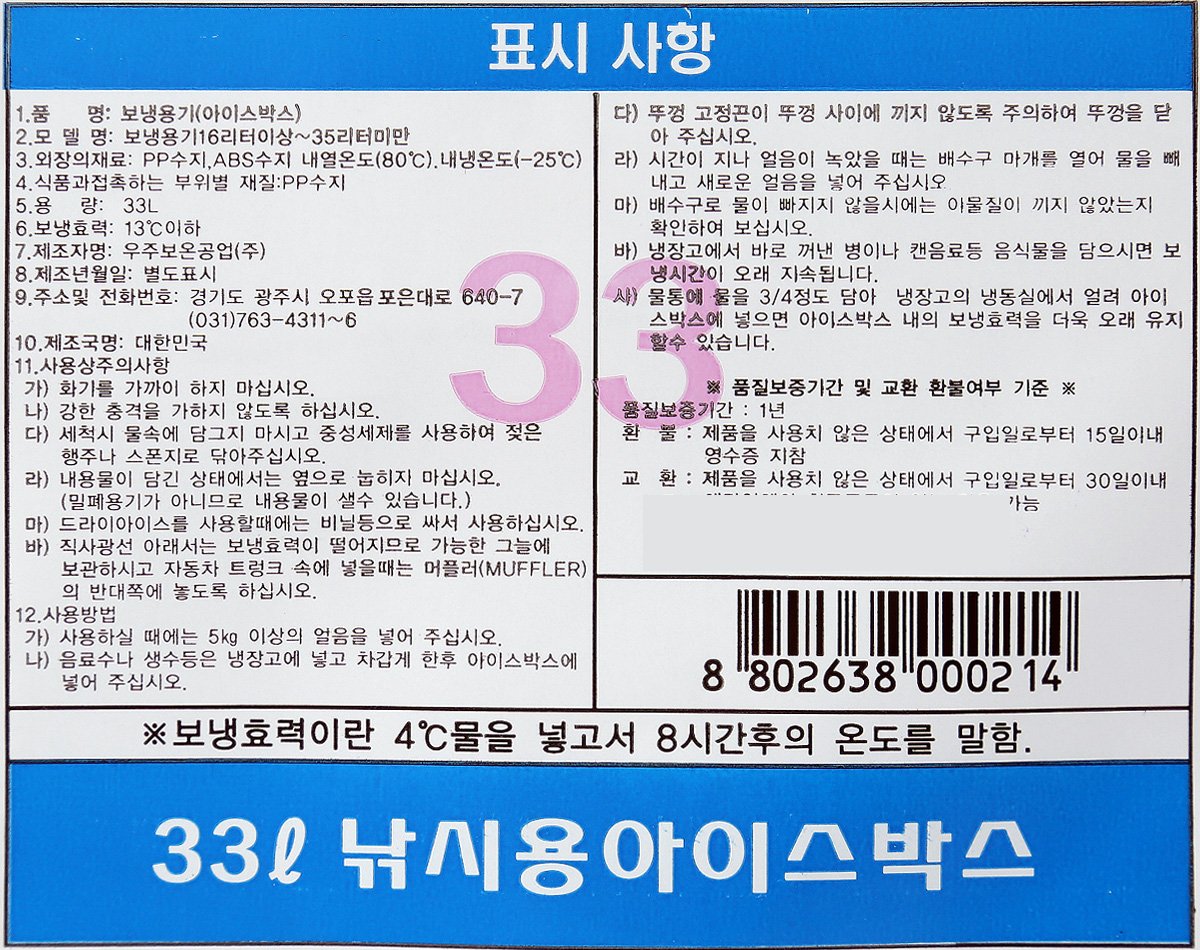 표시 사항
1.품 명: 보냉용기(아이스박스)
2.모 델 명: 보냉용기16리터이상~35리터미만
3.외장의재료: PP수지,ABS수지 내열온도(80℃).내냉온도(-25℃)
4.식품과접촉하는 부위별 재질:PP수지
5.용 량: 33L
6.보냉효력: 13℃이하
7.제조자명: 우주보온공업(주)
8.제조년월일: 별도표시
9.주소및 전화번호: 경기도 광주시 오포읍 포은대로 640-7
(031)763-4311~6
10.제조국명: 대한민국
11.사용상주의사항
가) 화기를 가까이 하지 마십시오.
나) 강한 충격을 가하지 않도록 하십시오.
다) 세척시 물속에 담그지 마시고 중성세제를 사용하여 젖은
행주나 스폰지로 닦아주십시오.
라) 내용물이 담긴 상태에서는 옆으로 눕히지 마십시오.
(밀폐용기가 아니므로 내용물이 샐수 있습니다.)
마) 드라이아이스를 사용할때에는 비닐등으로 싸서 사용하십시오.
바) 직사광선 아래서는 보냉효력이 떨어지므로 가능한 그늘에
보관하시고 자동차 트렁크 속에 넣을때는 머플러(MUFFLER)
의 반대쪽에 놓도록 하십시오.
12.사용방법
가) 사용하실 때에는 5kg 이상의 얼음을 넣어 주십시오.
나) 음료수나 생수등은 냉장고에 넣고 차갑게 한후 아이스박스에
넣어 주십시오.
33
다) 뚜껑 고정끈이 뚜껑 사이에 끼지 않도록 주의하여 뚜껑을 닫
아 주십시오.
라) 시간이 지나 얼음이 녹았을 때는 배수구 마개를 열어 물을 빼
내고 새로운 얼음을 넣어 주십시오
마) 배수구로 물이 빠지지 않을시에는 이물질이 끼지 않았는지
확인하여 보십시오.
바) 냉장고에서 바로 꺼낸 병이나 캔음료등 음식물을 담으시면 보
냉시간이 오래 지속됩니다.
사) 물통에 물을 3/4정도 담아 냉장고의 냉동실에서 얼려 아이
스박스에 넣으면 아이스박스 내의 보냉효력을 더욱 오래 유지
할수 있습니다.
※ 품질보증기간 및 교환 환불여부 기준 ※
품질보증기간 : 1년
환 불 : 제품을 사용치 않은 상태에서 구입일로부터 15일이내
영수증 지참
교 환 : 제품을 사용치 않은 상태에서 구입일로부터 30일이내
가능
8 802638 000214
※보냉효력이란 4℃물을 넣고서 8시간후의 온도를 말함.
33ℓ 낚시용아이스박스